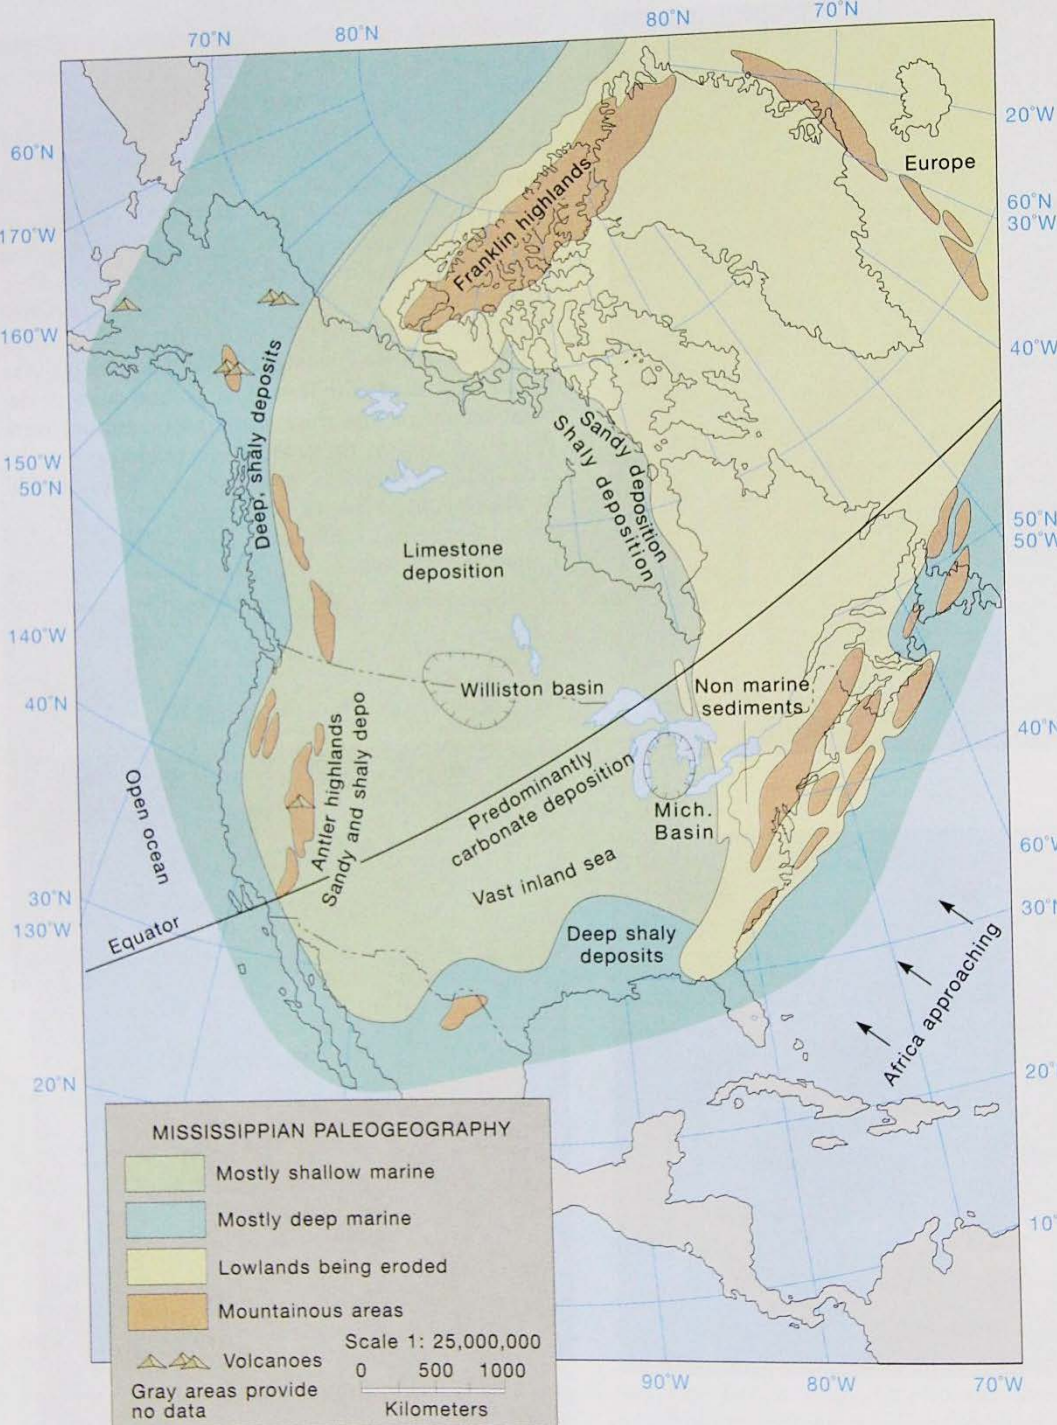 70°N
80°N
80°N
70°N
60°N
170°W
160°W
150°W
50°N
140°W
40°N
30°N
130°W
20°N
20°W
60°N
30°W
40°W
50°N
50°W
40°N
60°W
30°N
20°
10°
90°W
80°W
70°W
Europe
Franklin highlands
Deep, shaly deposits
Sandy deposition
Shaly deposition
Limestone
deposition
Williston basin
Non marine
sediments
Antler highlands
Sandy and shaly depo
Predominantly
carbonate deposition
Mich.
Basin
Vast inland sea
Open ocean
Equator
Deep shaly
deposits
Africa approaching
MISSISSIPPIAN PALEOGEOGRAPHY
Mostly shallow marine
Mostly deep marine
Lowlands being eroded
Mountainous areas
Volcanoes
Gray areas provide
no data
Scale 1: 25,000,000
0 500 1000
Kilometers